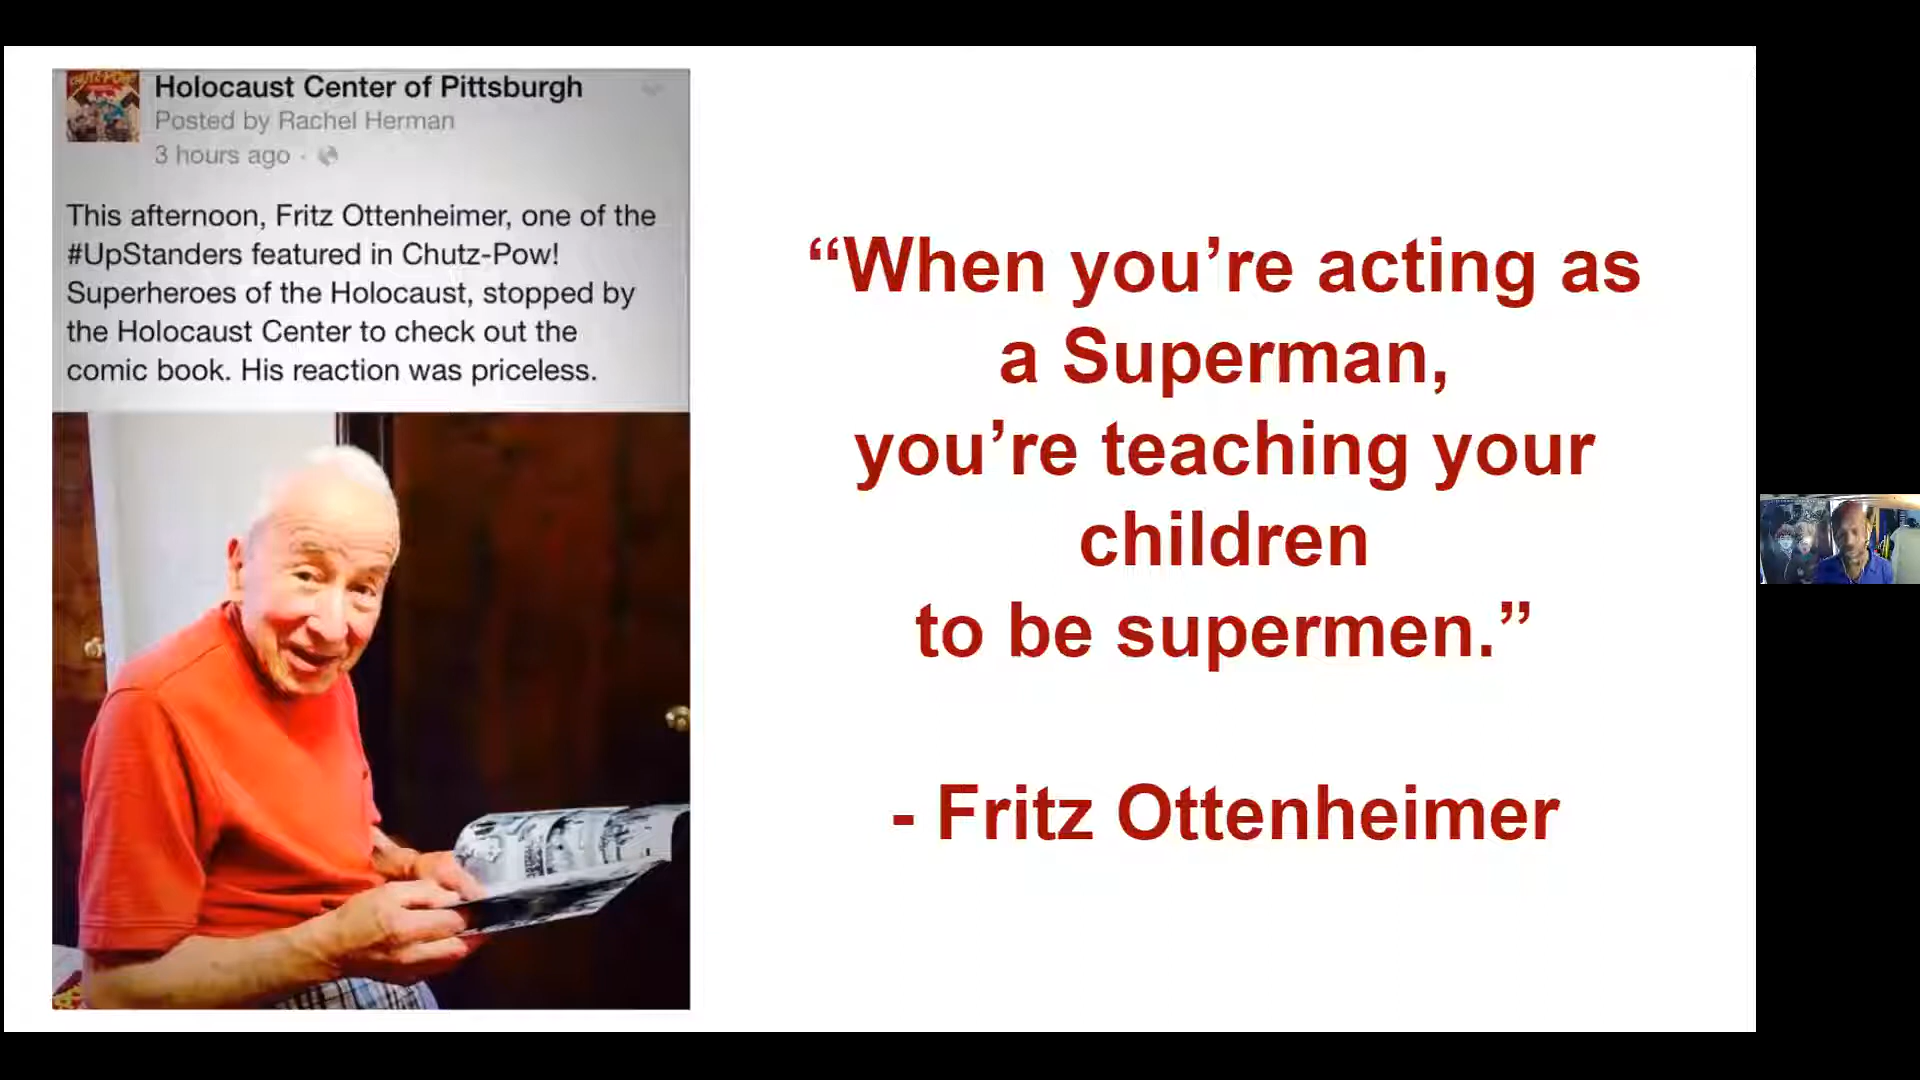 Holocaust Center of Pittsburgh
Posted by Rachel Herman
3 hours ago ·
This afternoon, Fritz Ottenheimer, one of the
#UpStanders featured in Chutz-Pow!
Superheroes of the Holocaust, stopped by
the Holocaust Center to check out the
comic book. His reaction was priceless.
“When you’re acting as
a Superman,
you’re teaching your
children
to be supermen.”
- Fritz Ottenheimer